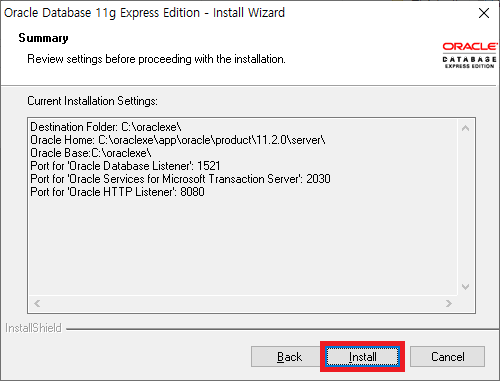 Oracle Database 11g Express Edition - Install Wizard
Summary
Review settings before proceeding with the installation.
ORACLE
DATABASE
EXPRESS EDITION
Current Installation Settings:
Destination Folder: C:\oraclexe\
Oracle Home: C:\oraclexe\app\oracle\product\11.2.0\server\
Oracle Base:C:\oraclexe\
Port for 'Oracle Database Listener': 1521
Port for 'Oracle Services for Microsoft Transaction Server': 2030
Port for 'Oracle HTTP Listener': 8080
InstallShield
Back
Install
Cancel